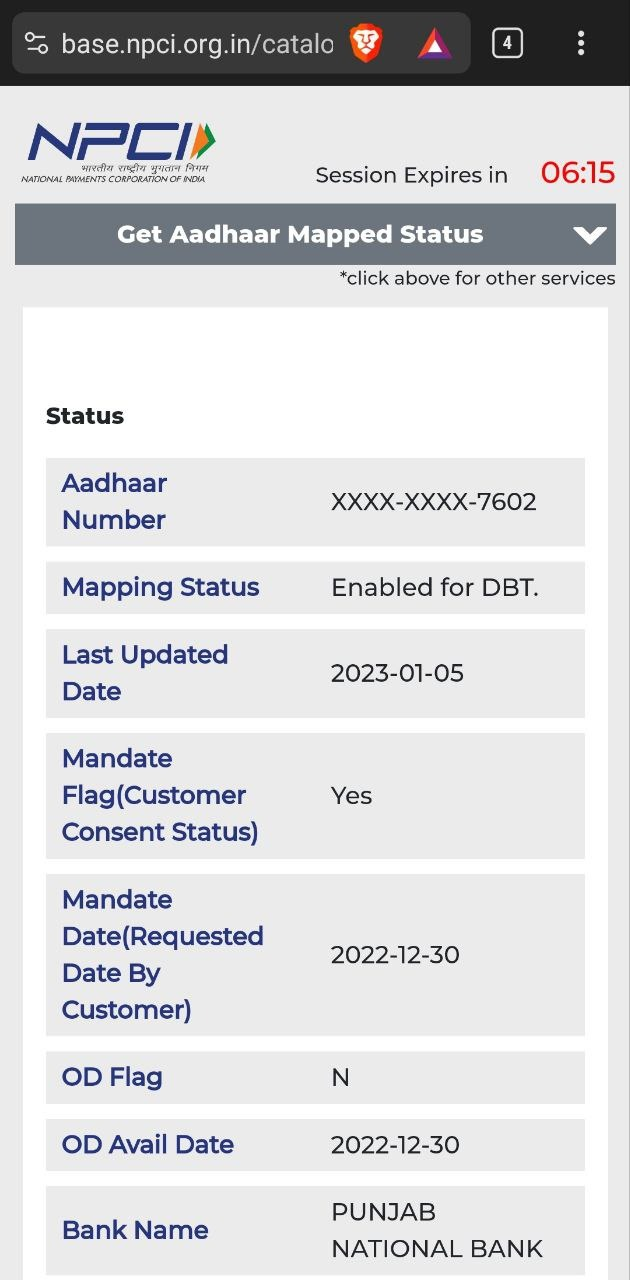 base.npci.org.in/catalo
4
NPCI
भारतीय राष्ट्रीय भुगतान निगम
NATIONAL PAYMENTS CORPORATION OF INDIA
Session Expires in 06:15
Get Aadhaar Mapped Status
*click above for other services
Status
Aadhaar
Number
XXXX-XXXX-7602
Mapping Status
Enabled for DBT.
Last Updated
Date
2023-01-05
Mandate
Flag(Customer
Consent Status)
Yes
Mandate
Date(Requested
Date By
Customer)
2022-12-30
OD Flag
N
OD Avail Date
2022-12-30
Bank Name
PUNJAB
NATIONAL BANK